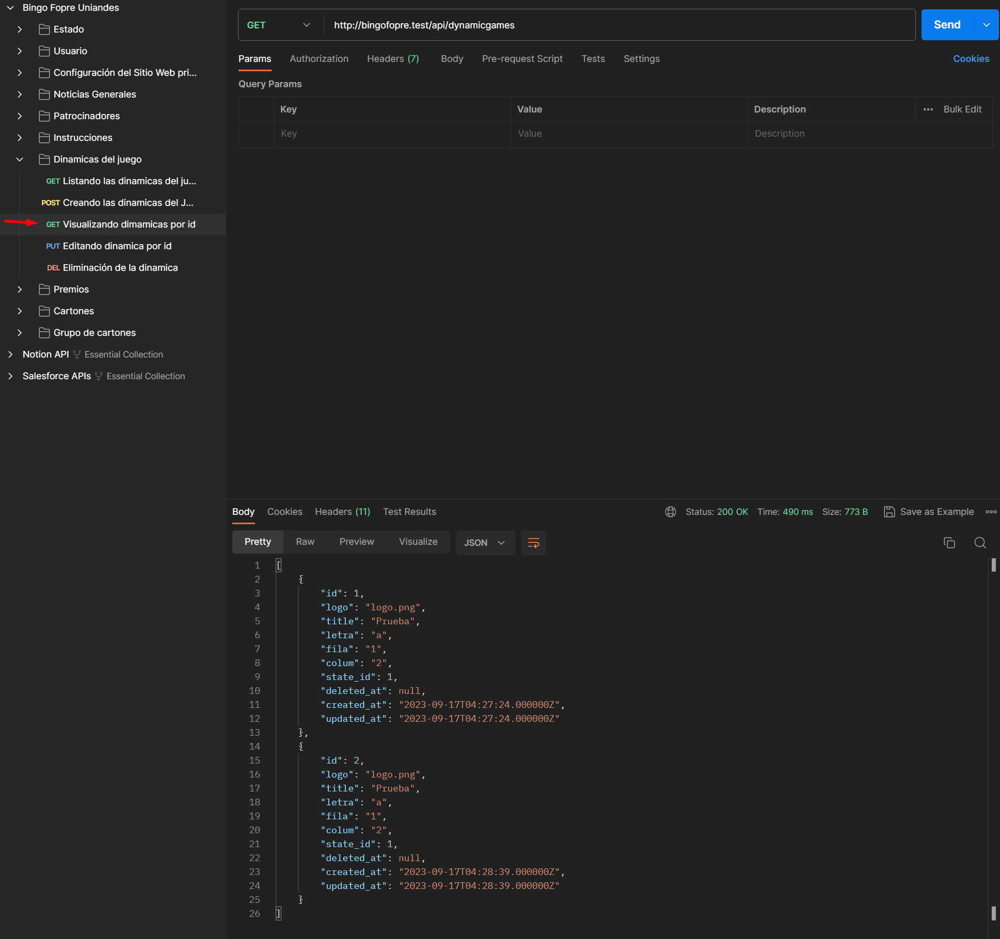 Bingo Fopre Uniandes
Estado
Usuario
Configuración del Sitio Web pri...
Noticias Generales
Patrocinadores
Instrucciones
Dinamicas del juego
GET Listando las dinamicas del ju...
POST Creando las dinamicas del J...
GET Visualizando dimamicas por id
PUT Editando dinamica por id
DEL Eliminación de la dinamica
Premios
Cartones
Grupo de cartones
Notion API Essential Collection
Salesforce APIs Essential Collection
GET http://bingofopre.test/api/dynamicgames Send
Params Authorization Headers (7) Body Pre-request Script Tests Settings Cookies
Query Params
Key Value Description ••• Bulk Edit
Key Value Description
Body Cookies Headers (11) Test Results Status: 200 OK Time: 490 ms Size: 773 B Save as Example
Pretty Raw Preview Visualize JSON
1 [
2 {
3 "id": 1,
4 "logo": "logo.png",
5 "title": "Prueba",
6 "letra": "a",
7 "fila": "1",
8 "colum": "2",
9 "state_id": 1,
10 "deleted_at": null,
11 "created_at": "2023-09-17T04:27:24.000000Z",
12 "updated_at": "2023-09-17T04:27:24.000000Z"
13 },
14 {
15 "id": 2,
16 "logo": "logo.png",
17 "title": "Prueba",
18 "letra": "a",
19 "fila": "1",
20 "colum": "2",
21 "state_id": 1,
22 "deleted_at": null,
23 "created_at": "2023-09-17T04:28:39.000000Z",
24 "updated_at": "2023-09-17T04:28:39.000000Z"
25 }
26 ]